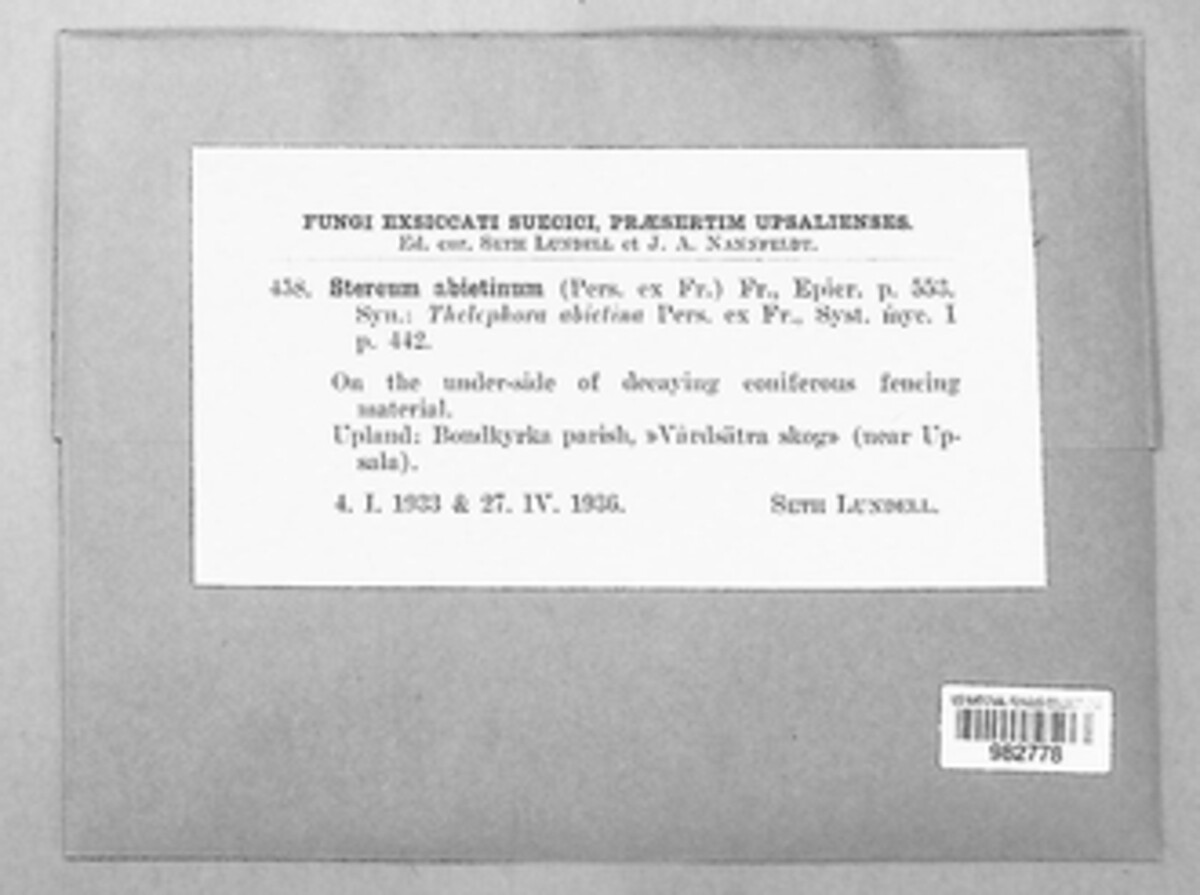 FUNGI EXSICCATI SUECICI, PRÆSERTIM UPSALIENSES.
Ed. cur. SETH LUNDELL et J. A. NANNFELDT.
458. Stereum abietinum (Pers. ex Fr.) Fr., Epicr. p. 553.
Syn.: Thelephora abietina Pers. ex Fr., Syst. myc. I
p. 442.
On the under-side of decaying coniferous fencing
material.
Upland: Bondkyrka parish, »Vårdsätra skog» (near Up-
sala).
4. I. 1933 & 27. IV. 1936. SETH LUNDELL.
982778